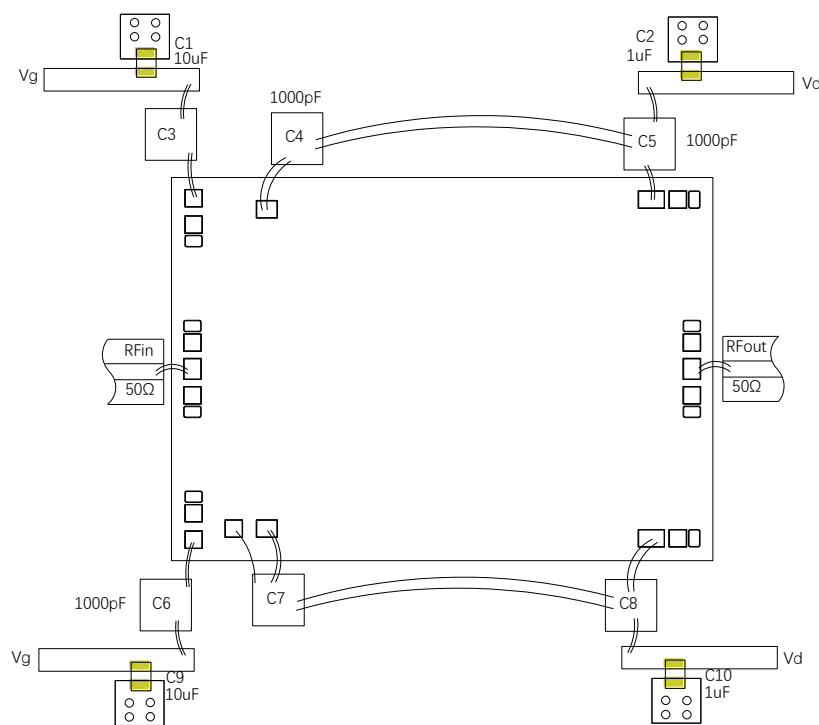 C1
10uF
Vg
C2
1uF
Vd
C3
1000pF
C4
C5
1000pF
RFin
50Ω
RFout
50Ω
1000pF
C6
C7
C8
Vg
C9
10uF
Vd
C10
1uF